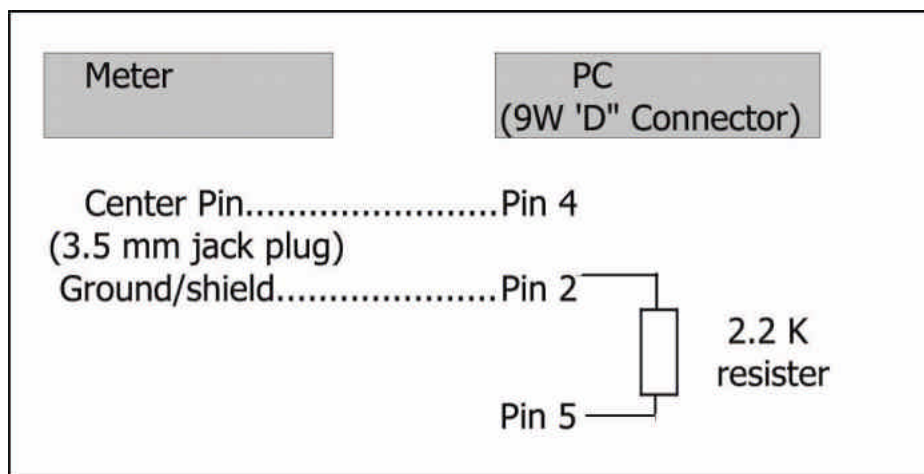 Meter
PC
(9W 'D" Connector)
Center Pin........................Pin 4
(3.5 mm jack plug)
Ground/shield.....................Pin 2
2.2 K
resister
Pin 5